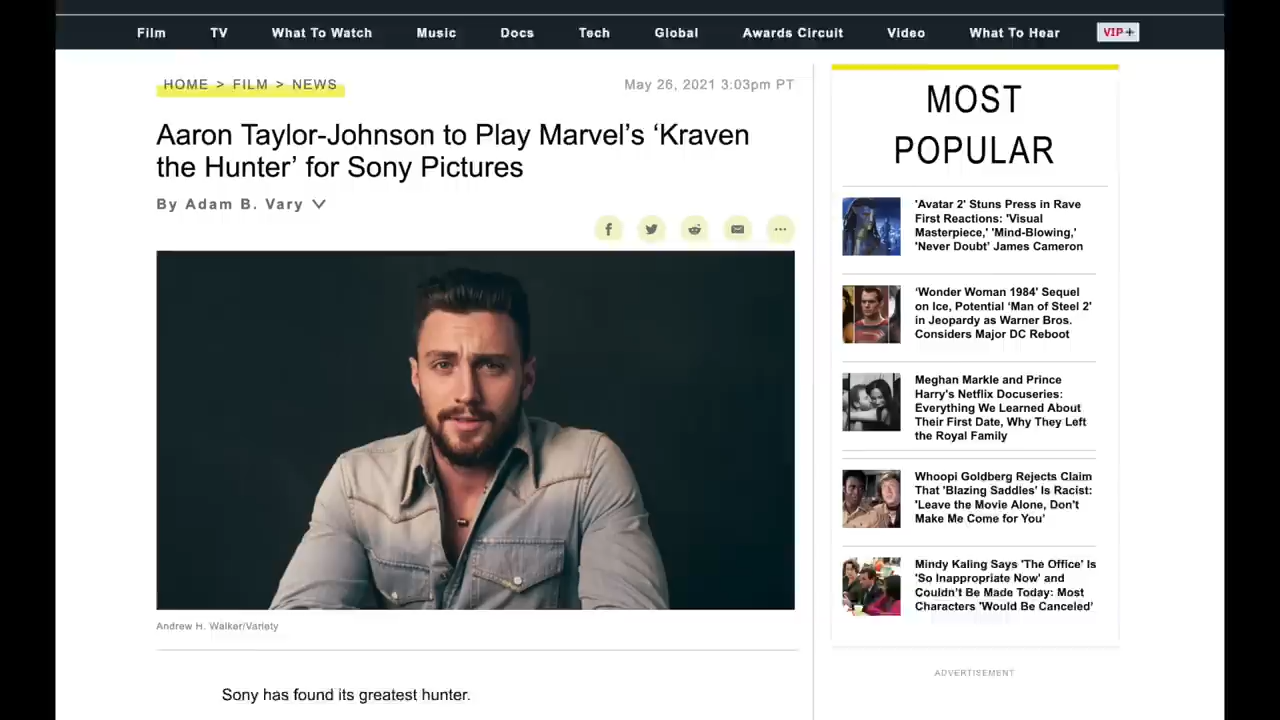 Film TV What To Watch Music Docs Tech Global Awards Circuit Video What To Hear VIP+
HOME > FILM > NEWS
May 26, 2021 3:03pm PT
Aaron Taylor-Johnson to Play Marvel’s ‘Kraven
the Hunter’ for Sony Pictures
By Adam B. Vary
Andrew H. Walker/Variety
Sony has found its greatest hunter.
MOST
POPULAR
'Avatar 2' Stuns Press in Rave
First Reactions: 'Visual
Masterpiece,' 'Mind-Blowing,'
'Never Doubt' James Cameron
‘Wonder Woman 1984’ Sequel
on Ice, Potential ‘Man of Steel 2’
in Jeopardy as Warner Bros.
Considers Major DC Reboot
Meghan Markle and Prince
Harry's Netflix Docuseries:
Everything We Learned About
Their First Date, Why They Left
the Royal Family
Whoopi Goldberg Rejects Claim
That 'Blazing Saddles' Is Racist:
'Leave the Movie Alone, Don't
Make Me Come for You'
Mindy Kaling Says 'The Office' Is
'So Inappropriate Now' and
Couldn't Be Made Today: Most
Characters 'Would Be Canceled'
ADVERTISEMENT